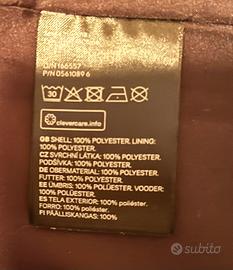 O/N 166557
P/N 0561089 6
30
clevercare.info
GB SHELL: 100% POLYESTER. LINING:
100% POLYESTER.
CZ SVRCHNÍ LÁTKA: 100% POLYESTER.
PODŠÍVKA: 100% POLYESTER.
DE OBERMATERIAL: 100% POLYESTER.
FUTTER: 100% POLYESTER.
EE ÜMBRIS: 100% POLÜESTER. VOODER:
100% POLÜESTER.
ES TELA EXTERIOR: 100% poliéster.
FORRO: 100% poliéster.
FI PÄÄLLISKANGAS: 100%
subito